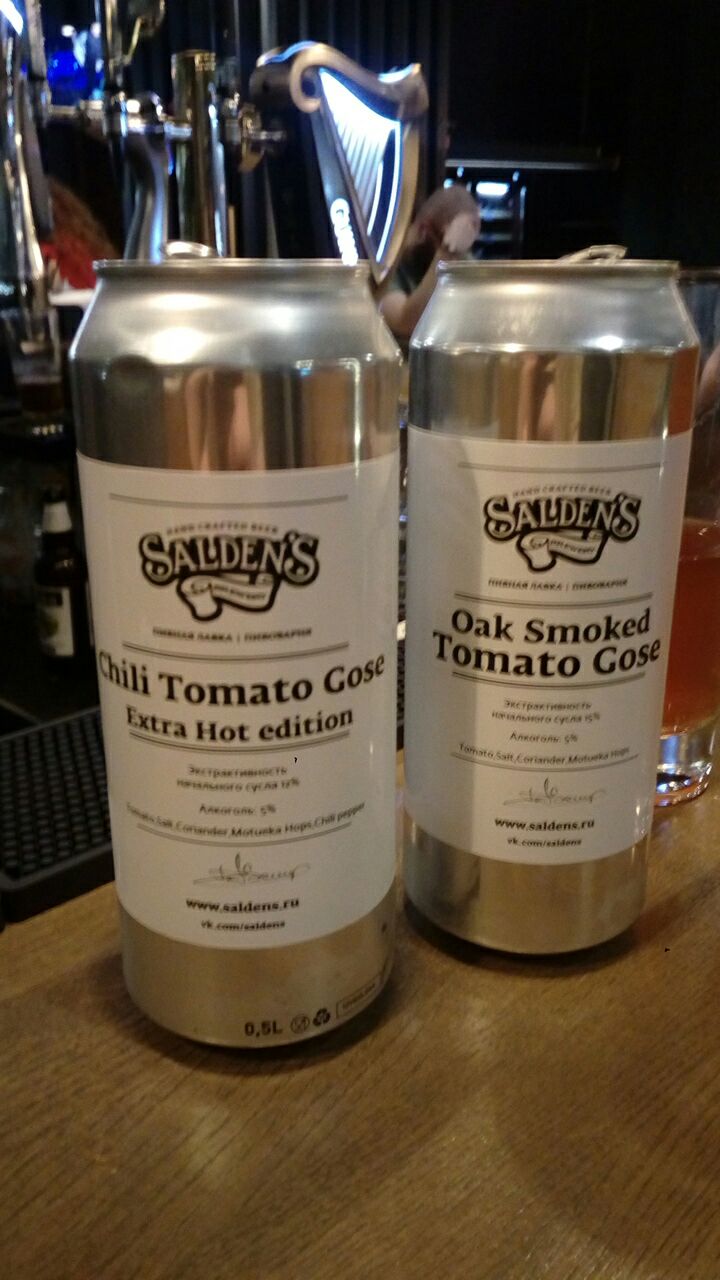 HAND CRAFTED BEER
SALDEN'S
ПИВНАЯ ЛАВКА | ПИВОВАРНЯ
Chili Tomato Gose
Extra Hot edition
Экстрактивность
начального сусла 12%
Алкоголь: 5%
Tomato,Salt,Coriander,Motueka Hops,Chili pepper
www.saldens.ru
vk.com/saldens
0,5L
HAND CRAFTED BEER
SALDEN'S
ПИВНАЯ ЛАВКА | ПИВОВАРНЯ
Oak Smoked
Tomato Gose
Экстрактивность
начального сусла 15%
Алкоголь: 5%
Tomato,Salt,Coriander,Motueka Hops
www.saldens.ru
vk.com/saldens